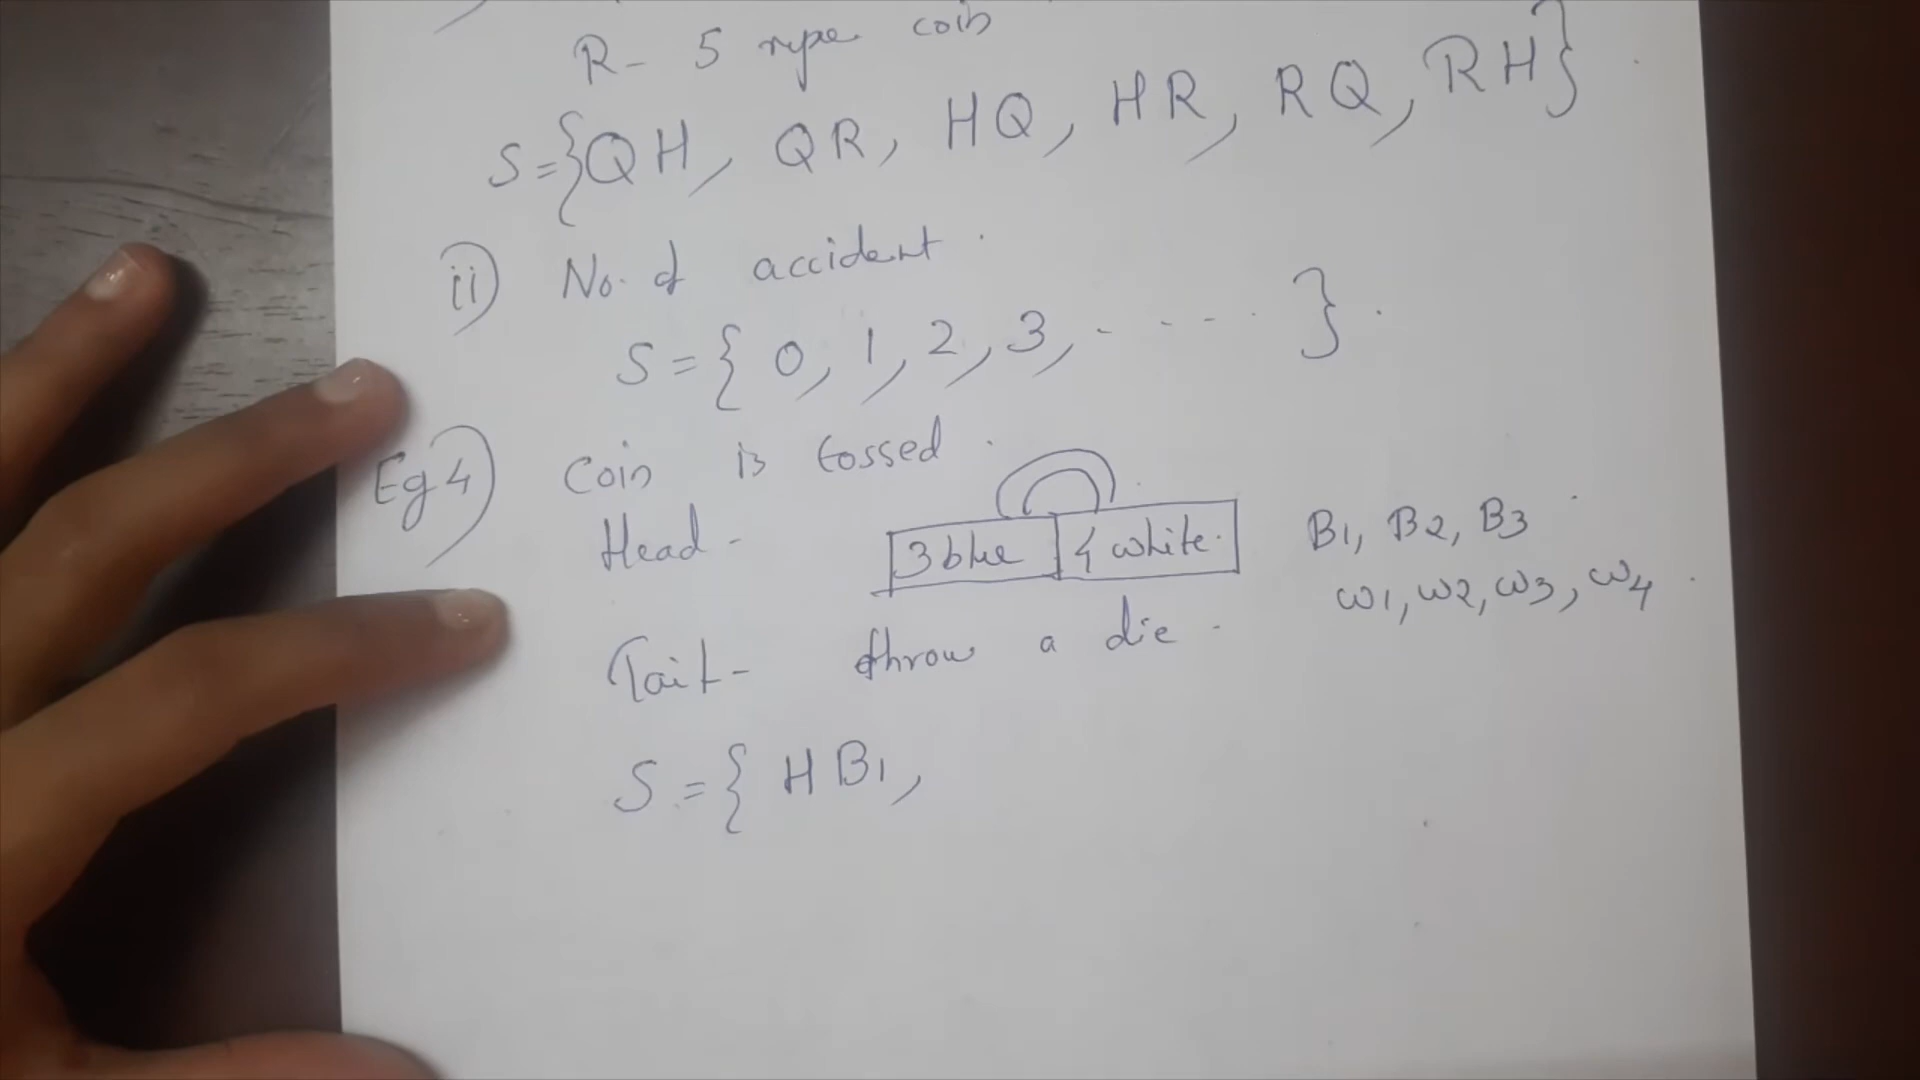 R- 5 rupee coin
S={QH, QR, HQ, HR, RQ, RH}
ii) No. of accident.
S={ 0, 1, 2, 3, - - - - - }.
Eg 4) Coin is tossed.
Head - 3 blue 4 white. B1, B2, B3
w1, w2, w3, w4
Tail - throw a die.
S={ HB1,